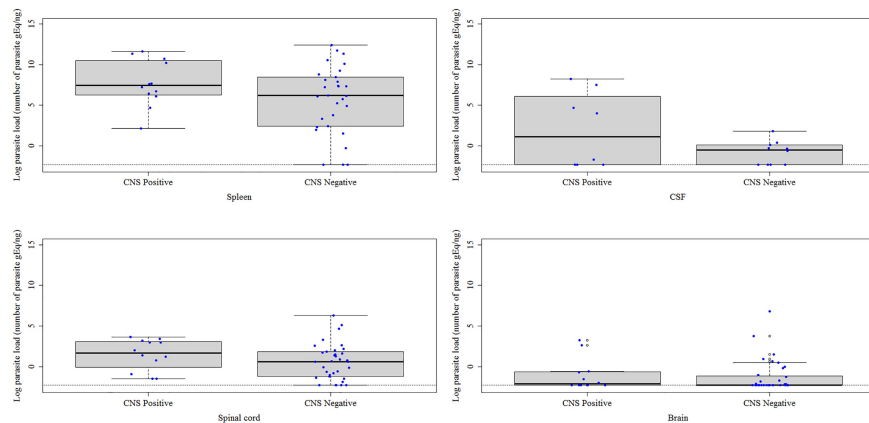 Log parasite load (number of parasite gEq/ng)
15
10
5
0
CNS Positive
CNS Negative
Spleen
Log parasite load (number of parasite gEq/ng)
15
10
5
0
CNS Positive
CNS Negative
CSF
Log parasite load (number of parasite gEq/ng)
15
10
5
0
CNS Positive
CNS Negative
Spinal cord
Log parasite load (number of parasite gEq/ng)
15
10
5
0
CNS Positive
CNS Negative
Brain